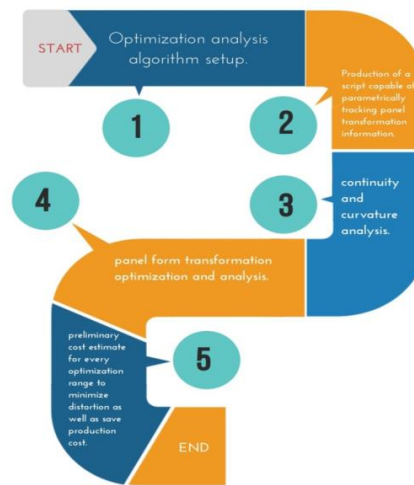 START
Optimization analysis
algorithm setup.
1
2
Production of a
script capable of
parametrically
tracking panel
transformation
information.
3
continuity
and
curvature
analysis.
4
panel form transformation
optimization and analysis.
5
preliminary
cost estimate
for every
optimization
range to
minimize
distortion as
well as save
production
cost.
END